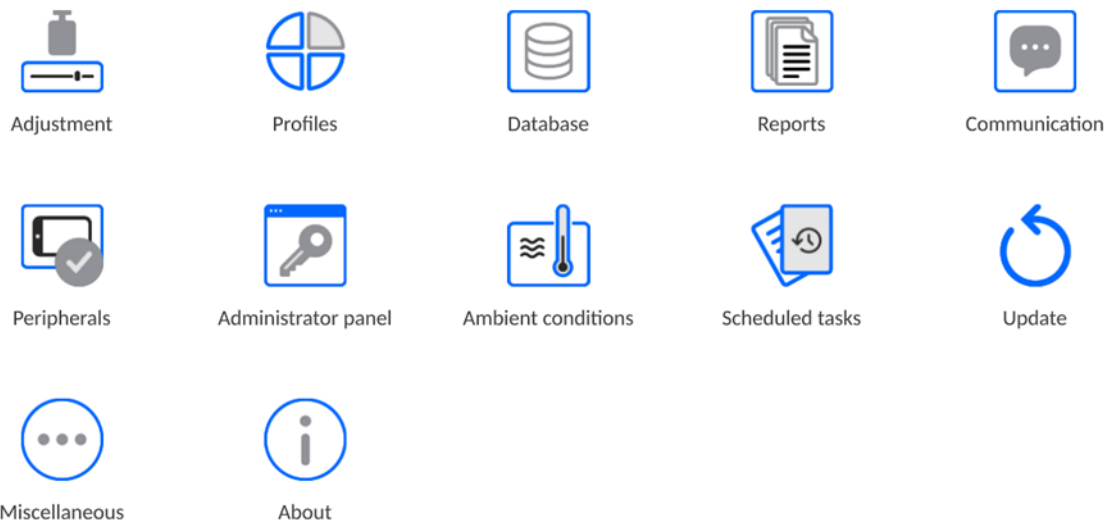 Adjustment
Profiles
Database
Reports
Communication
Peripherals
Administrator panel
Ambient conditions
Scheduled tasks
Update
Miscellaneous
About